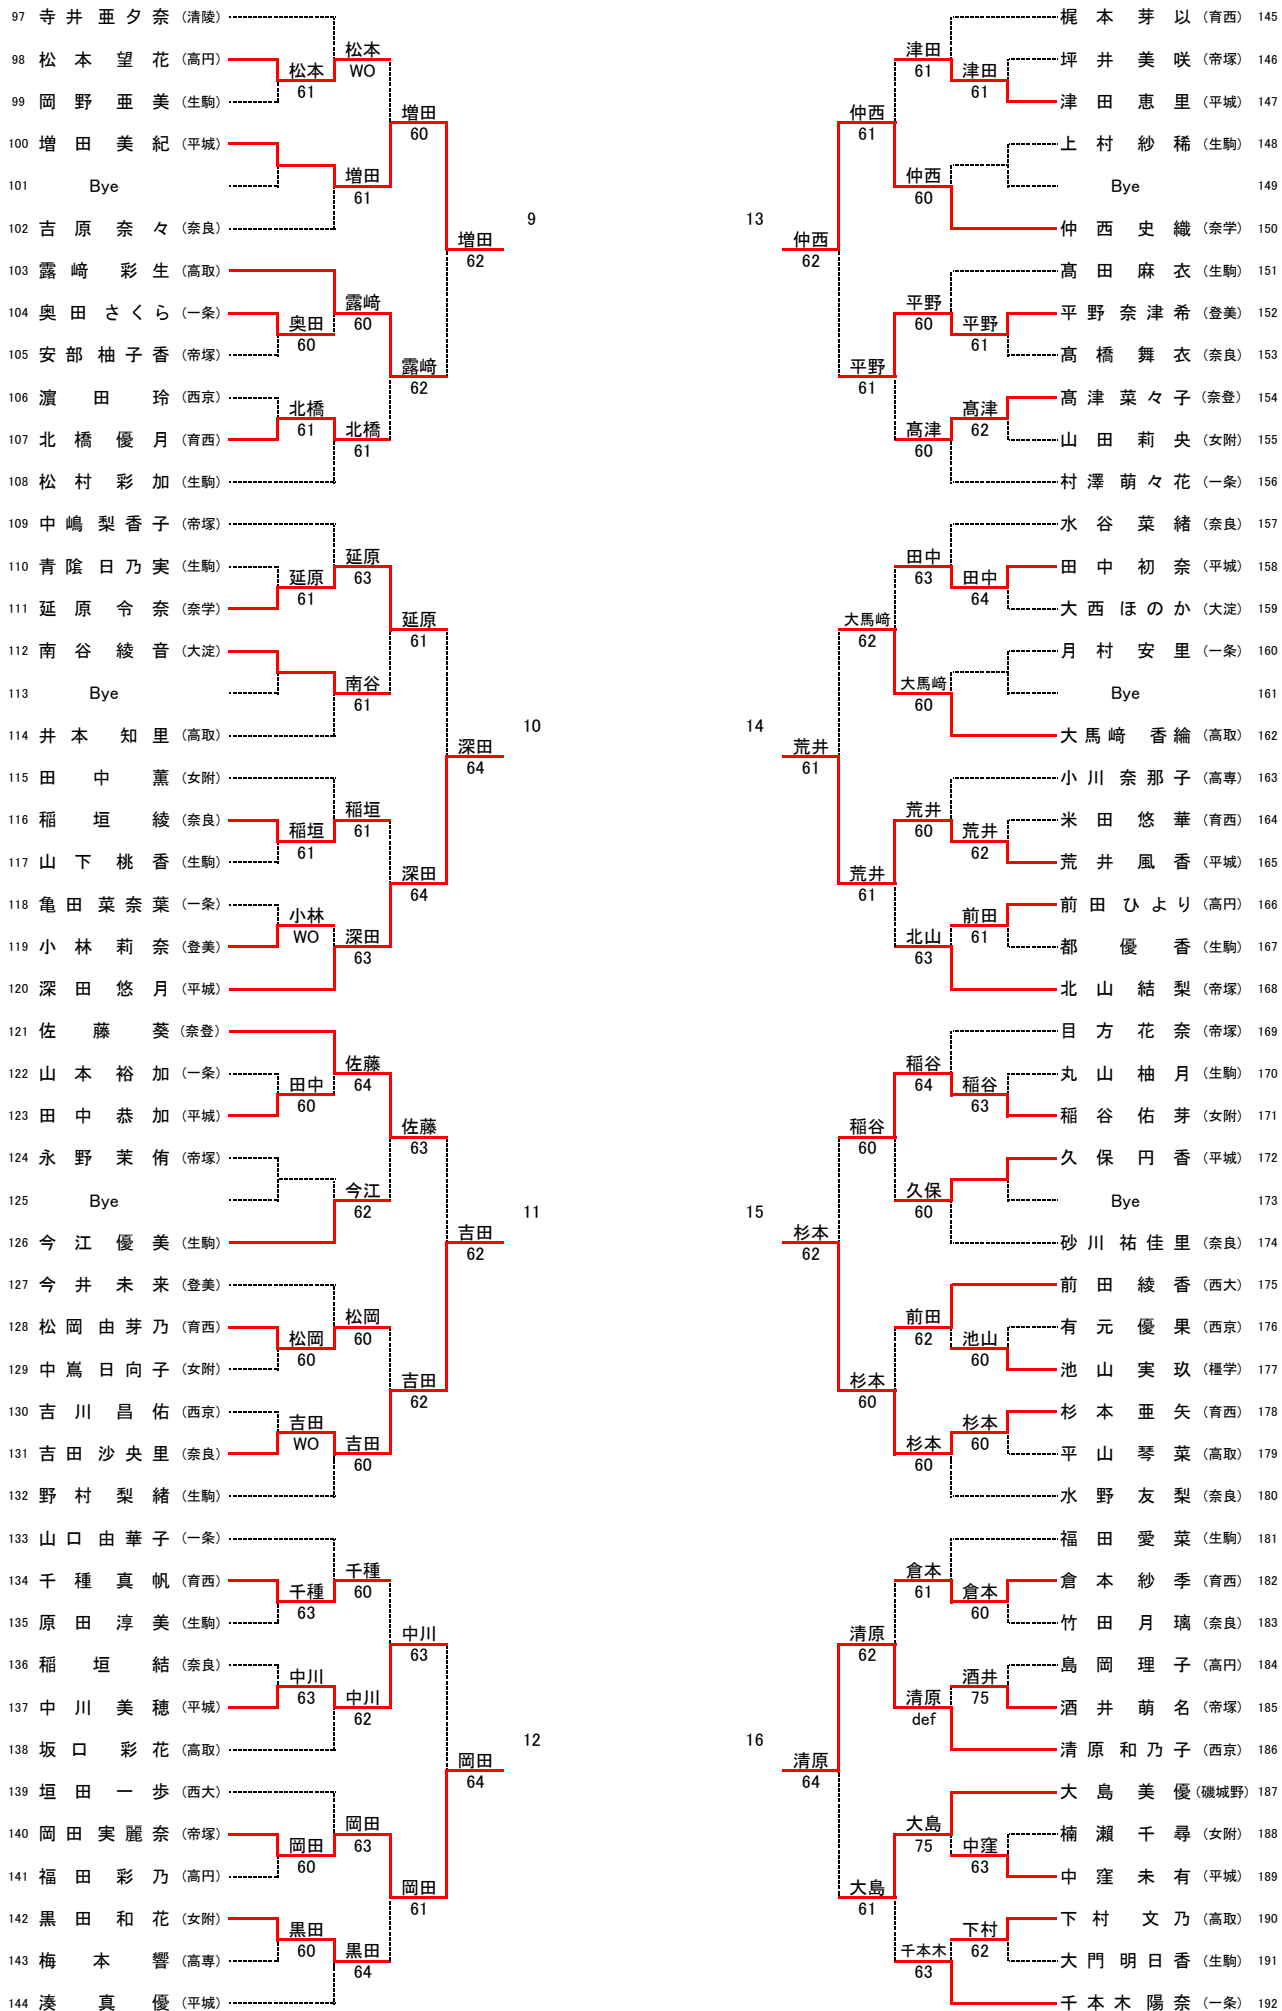 97 寺井亜夕奈 (清陵)
98 松本望花 (高円)
99 岡野亜美 (生駒)
100 増田美紀 (平城)
101 Bye
102 吉原奈々 (奈良)
103 露﨑彩生 (高取)
104 奥田さくら (一条)
105 安部柚子香 (帝塚)
106 濵田玲 (西京)
107 北橋優月 (育西)
108 松村彩加 (生駒)
松本
61
松本
WO
増田
61
増田
60
奥田
60
露﨑
60
北橋
61
北橋
61
露﨑
62
増田
62
9
109 中嶋梨香子 (帝塚)
110 青陰日乃実 (生駒)
111 延原令奈 (奈学)
112 南谷綾音 (大淀)
113 Bye
114 井本知里 (高取)
115 田中薫 (女附)
116 稲垣綾 (奈良)
117 山下桃香 (生駒)
118 亀田菜奈葉 (一条)
119 小林莉奈 (登美)
120 深田悠月 (平城)
延原
61
延原
63
南谷
61
延原
61
稲垣
61
稲垣
61
小林
WO
深田
63
深田
64
深田
64
10
121 佐藤葵 (奈登)
122 山本裕加 (一条)
123 田中恭加 (平城)
124 永野茉侑 (帝塚)
125 Bye
126 今江優美 (生駒)
127 今井未来 (登美)
128 松岡由芽乃 (育西)
129 中嶌日向子 (女附)
130 吉川昌佑 (西京)
131 吉田沙央里 (奈良)
132 野村梨緒 (生駒)
田中
60
佐藤
64
今江
62
佐藤
63
松岡
60
松岡
60
吉田
WO
吉田
60
吉田
62
吉田
62
11
133 山口由華子 (一条)
134 千種真帆 (育西)
135 原田淳美 (生駒)
136 稲垣結 (奈良)
137 中川美穂 (平城)
138 坂口彩花 (高取)
139 垣田一歩 (西大)
140 岡田実麗奈 (帝塚)
141 福田彩乃 (高円)
142 黒田和花 (女附)
143 梅本響 (高専)
144 湊真優 (平城)
千種
63
千種
60
中川
63
中川
62
中川
63
岡田
60
岡田
63
黒田
60
黒田
64
岡田
61
岡田
64
12
梶本芽以 (育西) 145
坪井美咲 (帝塚) 146
津田恵里 (平城) 147
上村紗稀 (生駒) 148
Bye 149
仲西史織 (奈学) 150
髙田麻衣 (生駒) 151
平野奈津希 (登美) 152
髙橋舞衣 (奈良) 153
髙津菜々子 (奈登) 154
山田莉央 (女附) 155
村澤萌々花 (一条) 156
津田
61
津田
61
仲西
60
仲西
61
平野
61
平野
60
髙津
62
髙津
60
平野
61
仲西
62
13
水谷菜緒 (奈良) 157
田中初奈 (平城) 158
大西ほのか (大淀) 159
月村安里 (一条) 160
Bye 161
大馬﨑香綸 (高取) 162
小川奈那子 (高専) 163
米田悠華 (育西) 164
荒井風香 (平城) 165
前田ひより (高円) 166
都優香 (生駒) 167
北山結梨 (帝塚) 168
田中
64
田中
63
大馬﨑
60
大馬﨑
62
荒井
62
荒井
60
前田
61
北山
63
荒井
61
荒井
61
14
目方花奈 (帝塚) 169
丸山柚月 (生駒) 170
稲谷佑芽 (女附) 171
久保円香 (平城) 172
Bye 173
砂川祐佳里 (奈良) 174
前田綾香 (西大) 175
有元優果 (西京) 176
池山実玖 (橿学) 177
杉本亜矢 (育西) 178
平山琴菜 (高取) 179
水野友梨 (奈良) 180
稲谷
63
稲谷
64
久保
60
稲谷
60
池山
60
前田
62
杉本
60
杉本
60
杉本
60
杉本
62
15
福田愛菜 (生駒) 181
倉本紗季 (育西) 182
竹田月璃 (奈良) 183
島岡理子 (高円) 184
酒井萌名 (帝塚) 185
清原和乃子 (西京) 186
大島美優 (磯城野) 187
楠瀬千尋 (女附) 188
中窪未有 (平城) 189
下村文乃 (高取) 190
大門明日香 (生駒) 191
千本木陽奈 (一条) 192
倉本
60
倉本
61
酒井
75
清原
def
清原
62
中窪
63
大島
75
下村
62
千本木
63
大島
61
清原
64
16